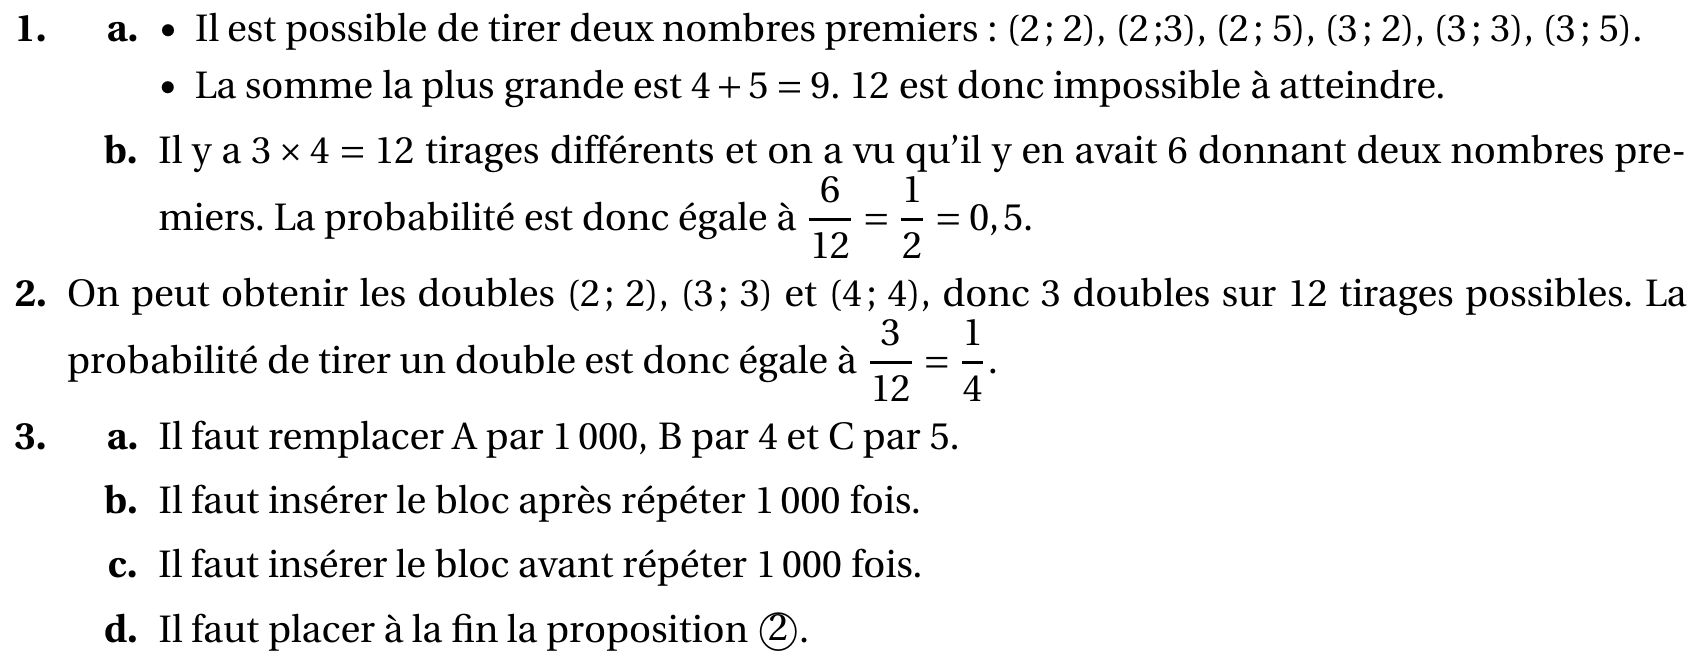 1. a. • Il est possible de tirer deux nombres premiers : (2 ; 2), (2 ;3), (2 ; 5), (3 ; 2), (3 ; 3), (3 ; 5).
• La somme la plus grande est 4 + 5 = 9. 12 est donc impossible à atteindre.
b. Il y a 3 × 4 = 12 tirages différents et on a vu qu'il y en avait 6 donnant deux nombres pre-
miers. La probabilité est donc égale à 6/12 = 1/2 = 0,5.
2. On peut obtenir les doubles (2 ; 2), (3 ; 3) et (4 ; 4), donc 3 doubles sur 12 tirages possibles. La
probabilité de tirer un double est donc égale à 3/12 = 1/4.
3. a. Il faut remplacer A par 1 000, B par 4 et C par 5.
b. Il faut insérer le bloc après répéter 1 000 fois.
c. Il faut insérer le bloc avant répéter 1 000 fois.
d. Il faut placer à la fin la proposition ②.